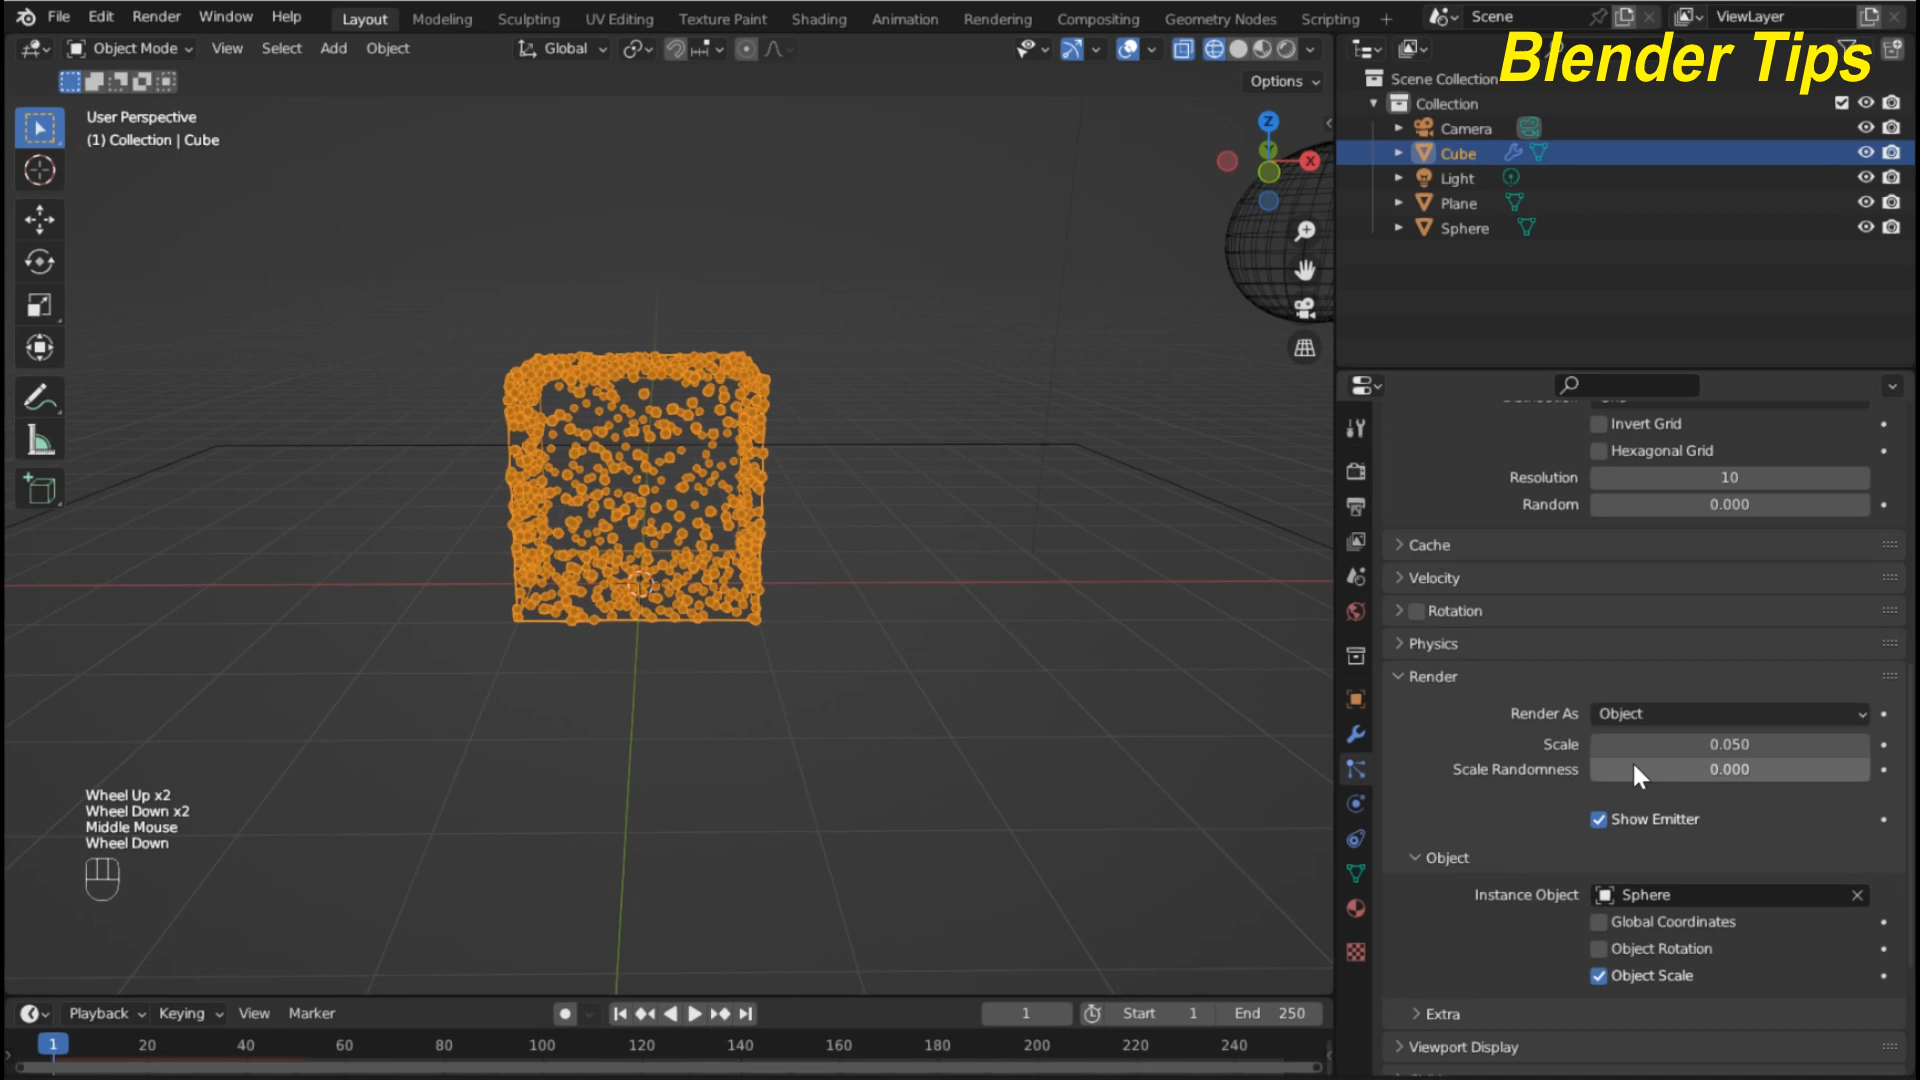 File Edit Render Window Help Layout Modeling Sculpting UV Editing Texture Paint Shading Animation Rendering Compositing Geometry Nodes Scripting + Scene ViewLayer
Blender Tips
Object Mode View Select Add Object Global
Options
User Perspective
(1) Collection | Cube
Z
Y
X
Scene Collection
Collection
Camera
Cube
Light
Plane
Sphere
Invert Grid
Hexagonal Grid
Resolution 10
Random 0.000
Cache
Velocity
Rotation
Physics
Render
Render As Object
Scale 0.050
Scale Randomness 0.000
Show Emitter
Object
Instance Object Sphere
Global Coordinates
Object Rotation
Object Scale
Extra
Viewport Display
Wheel Up x2
Wheel Down x2
Middle Mouse
Wheel Down
Playback Keying View Marker 1 Start 1 End 250
1 20 40 60 80 100 120 140 160 180 200 220 240